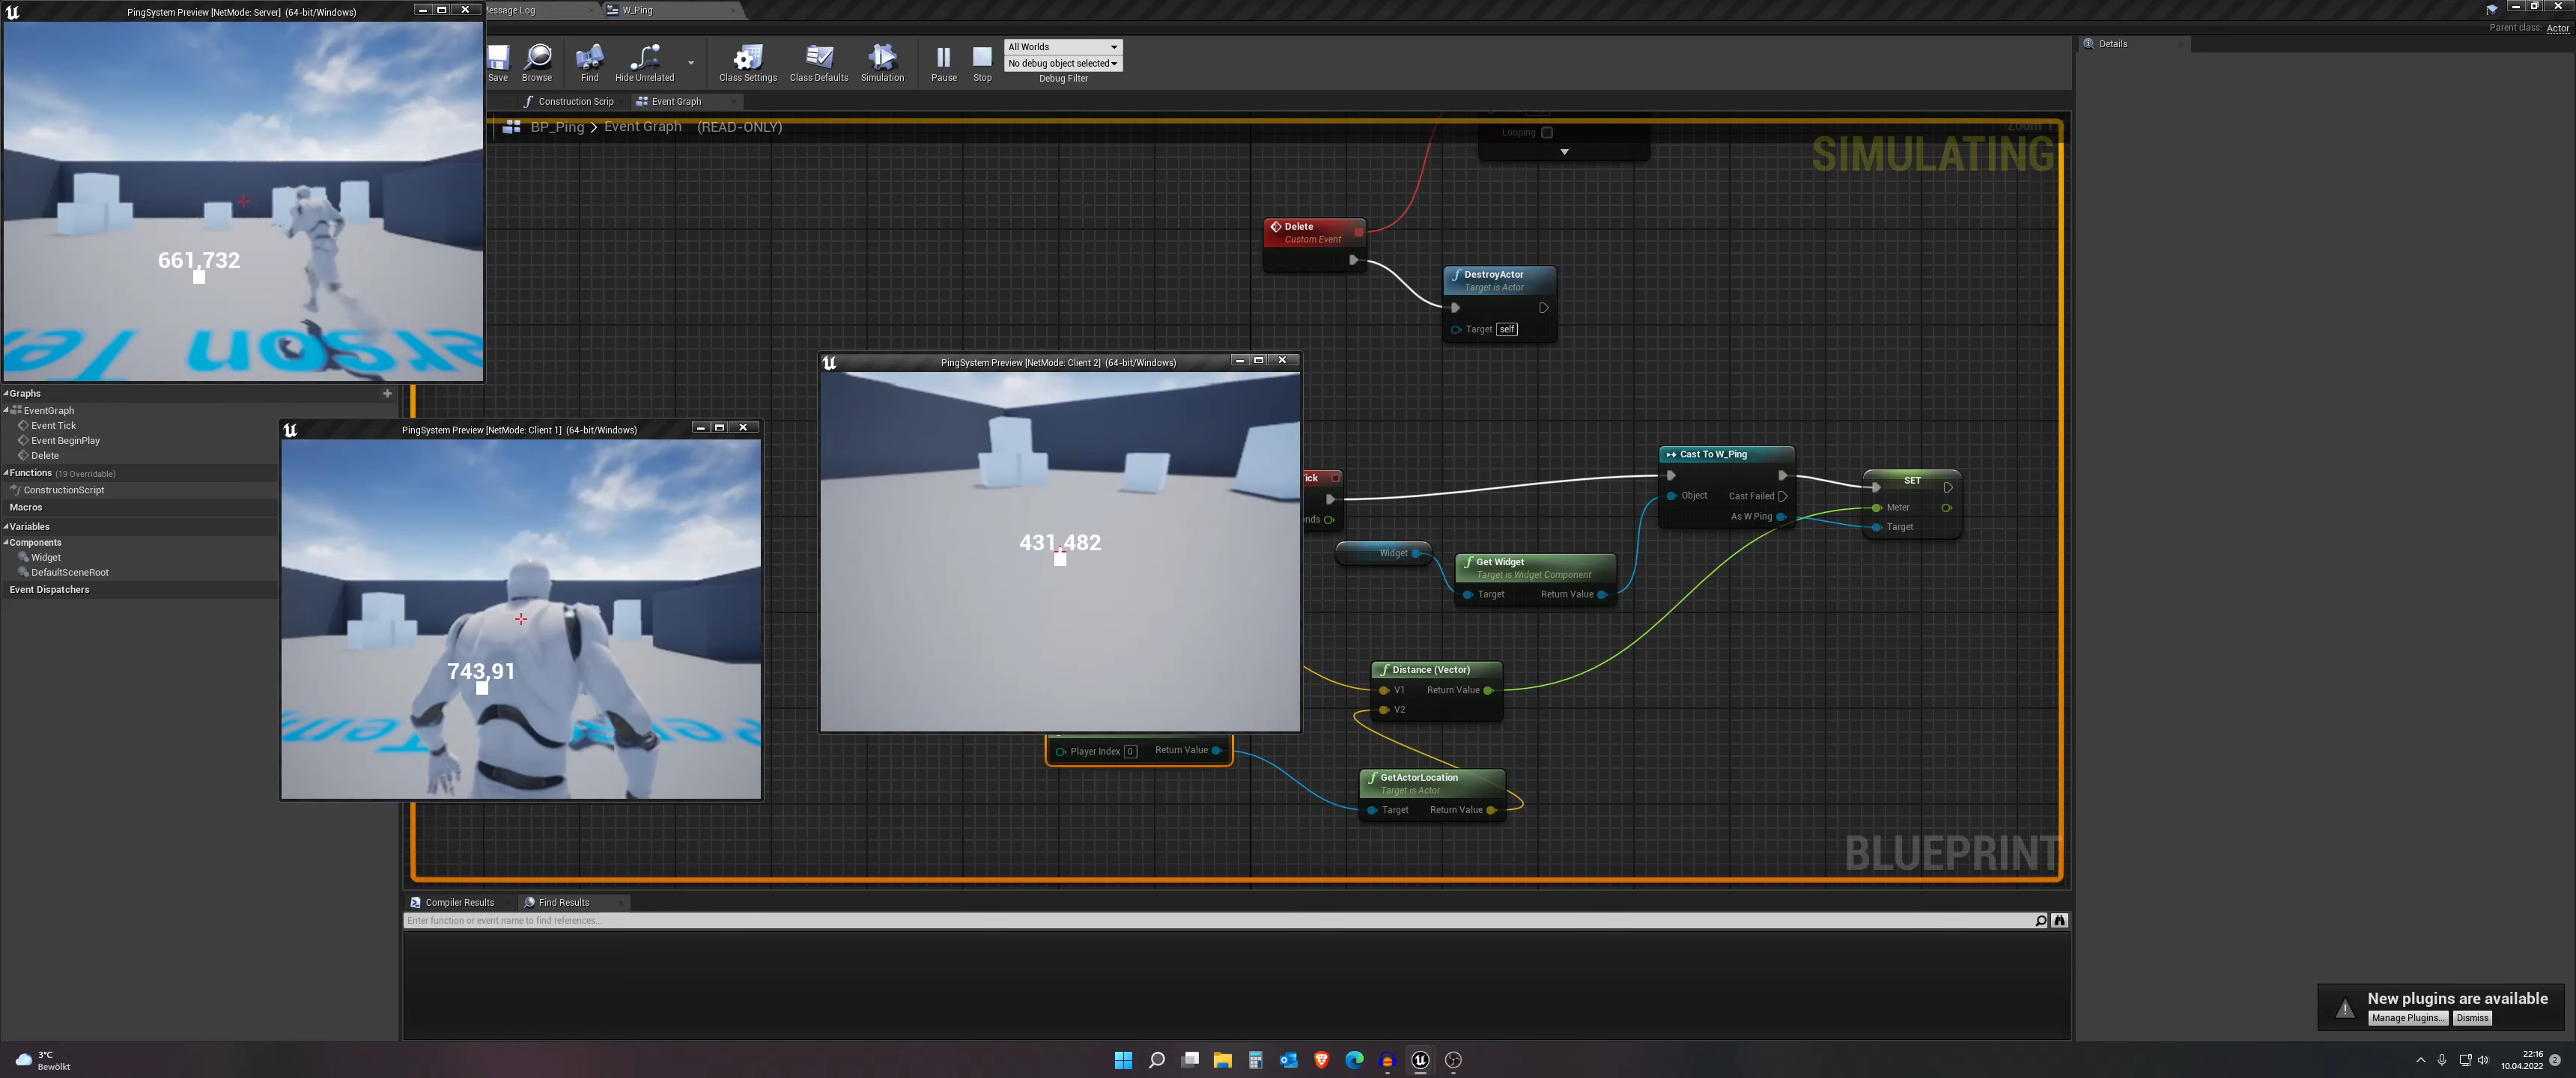 PingSystem Preview [NetMode: Server] (64-bit/Windows)
Message Log
W_Ping
Parent class: Actor
Save
Browse
Find
Hide Unrelated
Class Settings
Class Defaults
Simulation
Pause
Stop
All Worlds
No debug object selected
Debug Filter
Details
Construction Scrip
Event Graph
BP_Ping > Event Graph (READ-ONLY)
SIMULATING
Looping
661,732
Delete
Custom Event
DestroyActor
Target is Actor
Target self
PingSystem Preview [NetMode: Client 2] (64-bit/Windows)
431,482
Graphs
EventGraph
Event Tick
Event BeginPlay
Delete
Functions (19 Overridable)
ConstructionScript
Macros
Variables
Components
Widget
DefaultSceneRoot
Event Dispatchers
PingSystem Preview [NetMode: Client 1] (64-bit/Windows)
743,91
Cast To W_Ping
Object Cast Failed
As W Ping
SET
Meter
Target
Widget
Get Widget
Target is Widget Component
Target Return Value
Distance (Vector)
V1 Return Value
V2
Player Index 0 Return Value
GetActorLocation
Target is Actor
Target Return Value
BLUEPRINT
Compiler Results
Find Results
Enter function or event name to find references...
New plugins are available
Manage Plugins...
Dismiss
3°C
Bewölkt
22:16
10.04.2022
2